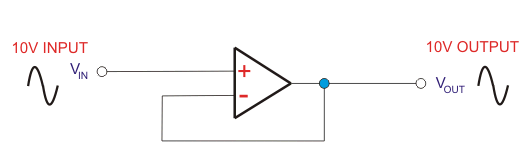 10V INPUT
VIN
+
-
10V OUTPUT
VOUT